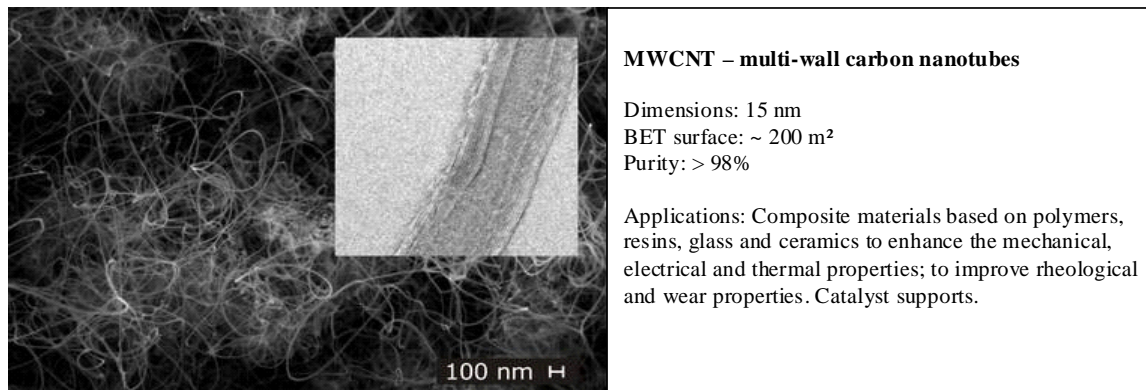 MWCNT – multi-wall carbon nanotubes
Dimensions: 15 nm
BET surface: ~ 200 m²
Purity: > 98%
Applications: Composite materials based on polymers,
resins, glass and ceramics to enhance the mechanical,
electrical and thermal properties; to improve rheological
and wear properties. Catalyst supports.
100 nm